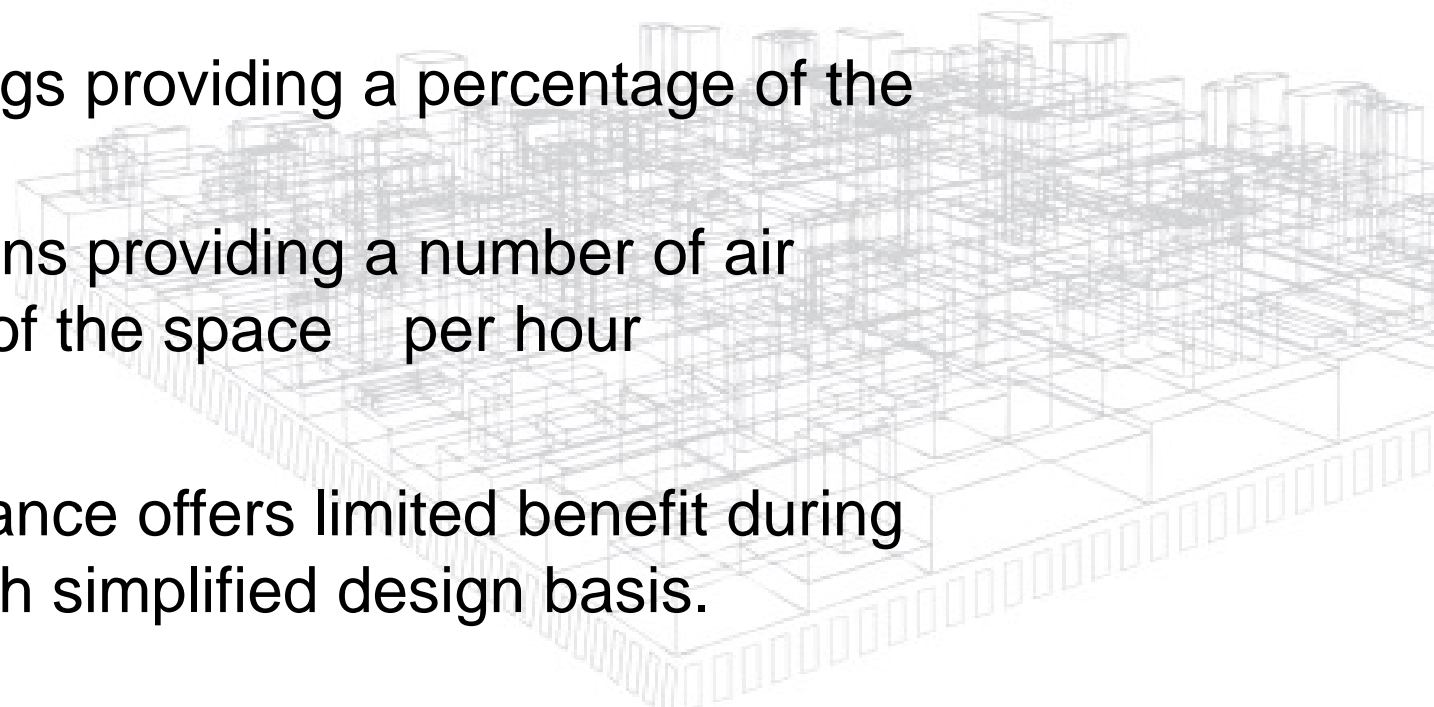 gs providing a percentage of the
ns providing a number of air
of the space per hour
ance offers limited benefit during
h simplified design basis.